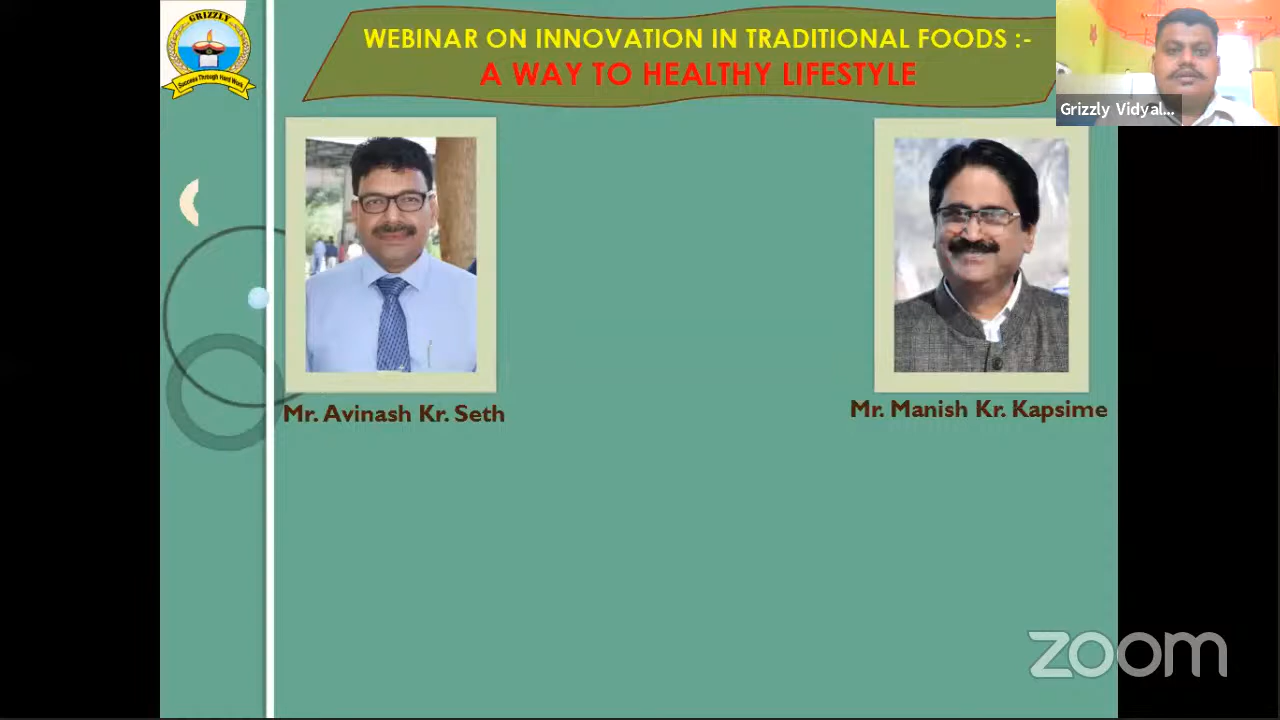 GRIZZLY
Success Through Hard Work
WEBINAR ON INNOVATION IN TRADITIONAL FOODS :-
A WAY TO HEALTHY LIFESTYLE
Grizzly Vidyal...
Mr. Avinash Kr. Seth
Mr. Manish Kr. Kapsime
zoom